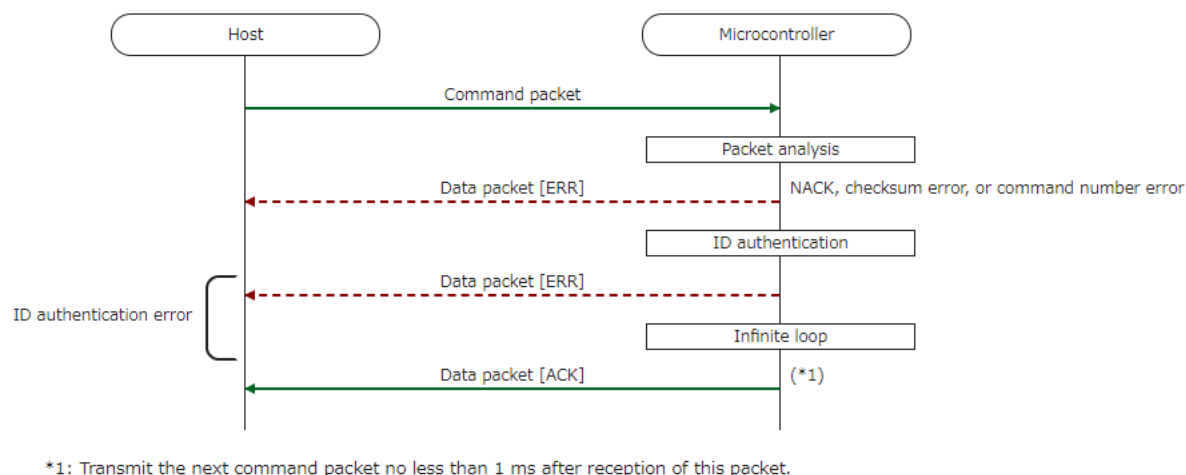 Host
Microcontroller
Command packet
Packet analysis
Data packet [ERR]
NACK, checksum error, or command number error
ID authentication
Data packet [ERR]
ID authentication error
Infinite loop
Data packet [ACK]
(*1)
*1: Transmit the next command packet no less than 1 ms after reception of this packet.